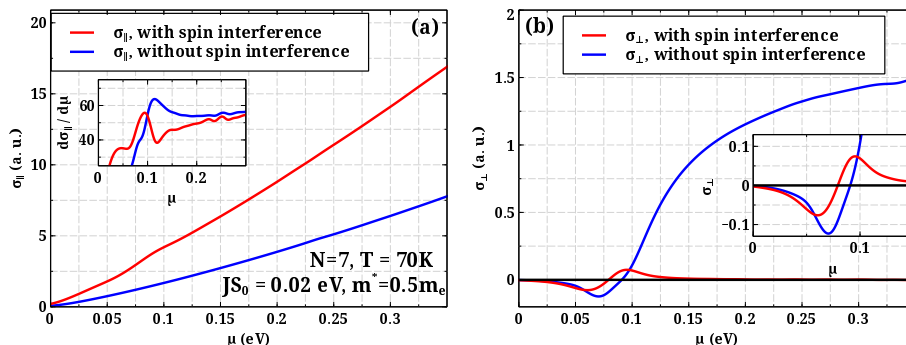 20
15
10
5
0
σ∥ (a. u.)
σ∥, with spin interference
σ∥, without spin interference
(a)
dσ∥ / dμ
60
40
0
0.1
0.2
μ
N=7, T = 70K
JS0 = 0.02 eV, m*=0.5me
0
0.05
0.1
0.15
0.2
0.25
0.3
μ (eV)
2
1.5
1
0.5
0
σ⊥ (a. u.)
(b)
σ⊥, with spin interference
σ⊥, without spin interference
σ⊥
0.1
0
−0.1
0
0.1
μ
0
0.05
0.1
0.15
0.2
0.25
0.3
μ (eV)